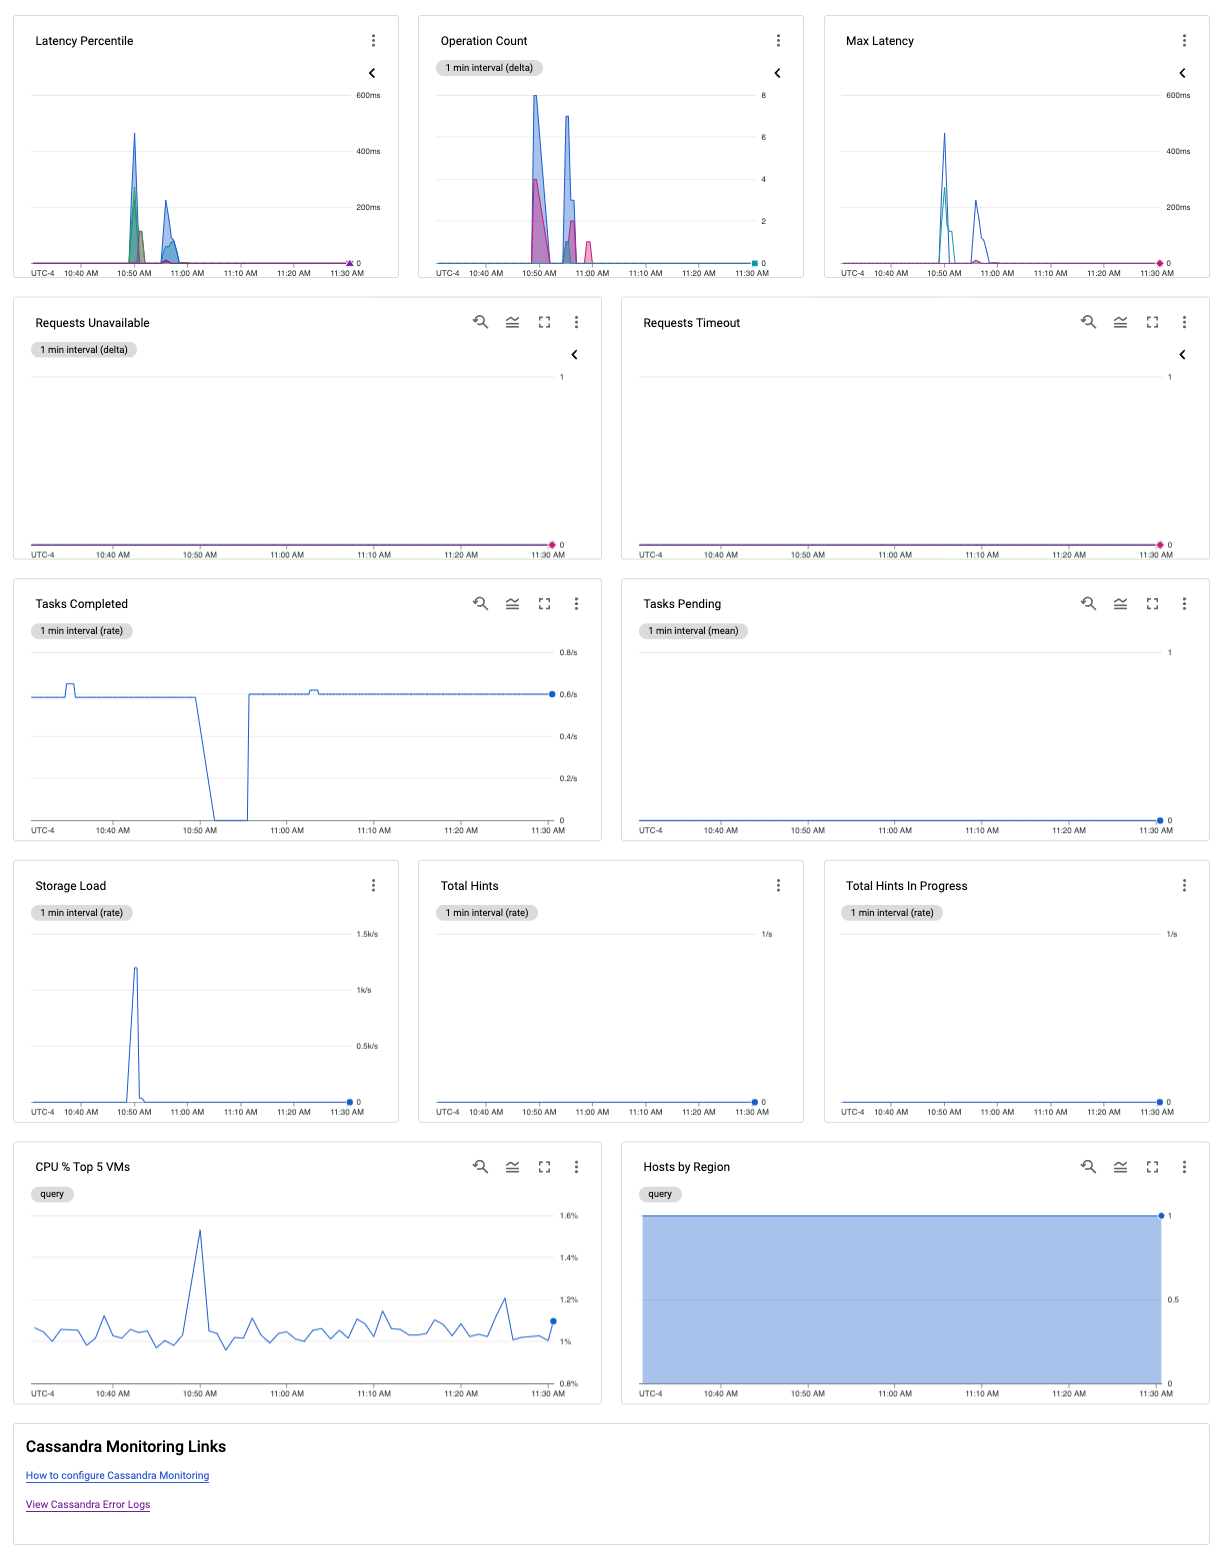 Latency Percentile
600ms
400ms
200ms
0
UTC-4 10:40 AM 10:50 AM 11:00 AM 11:10 AM 11:20 AM 11:30 AM
Operation Count
1 min interval (delta)
8
6
4
2
0
UTC-4 10:40 AM 10:50 AM 11:00 AM 11:10 AM 11:20 AM 11:30 AM
Max Latency
600ms
400ms
200ms
0
UTC-4 10:40 AM 10:50 AM 11:00 AM 11:10 AM 11:20 AM 11:30 AM
Requests Unavailable
1 min interval (delta)
1
0
UTC-4 10:40 AM 10:50 AM 11:00 AM 11:10 AM 11:20 AM 11:30 AM
Requests Timeout
1
0
UTC-4 10:40 AM 10:50 AM 11:00 AM 11:10 AM 11:20 AM 11:30 AM
Tasks Completed
1 min interval (rate)
0.8/s
0.6/s
0.4/s
0.2/s
0
UTC-4 10:40 AM 10:50 AM 11:00 AM 11:10 AM 11:20 AM 11:30 AM
Tasks Pending
1 min interval (mean)
1
0
UTC-4 10:40 AM 10:50 AM 11:00 AM 11:10 AM 11:20 AM 11:30 AM
Storage Load
1 min interval (rate)
1.5k/s
1k/s
0.5k/s
0
UTC-4 10:40 AM 10:50 AM 11:00 AM 11:10 AM 11:20 AM 11:30 AM
Total Hints
1 min interval (rate)
1/s
0
UTC-4 10:40 AM 10:50 AM 11:00 AM 11:10 AM 11:20 AM 11:30 AM
Total Hints In Progress
1 min interval (rate)
1/s
0
UTC-4 10:40 AM 10:50 AM 11:00 AM 11:10 AM 11:20 AM 11:30 AM
CPU % Top 5 VMs
query
1.6%
1.4%
1.2%
1%
0.8%
UTC-4 10:40 AM 10:50 AM 11:00 AM 11:10 AM 11:20 AM 11:30 AM
Hosts by Region
query
1
0.5
0
UTC-4 10:40 AM 10:50 AM 11:00 AM 11:10 AM 11:20 AM 11:30 AM
Cassandra Monitoring Links
How to configure Cassandra Monitoring
View Cassandra Error Logs